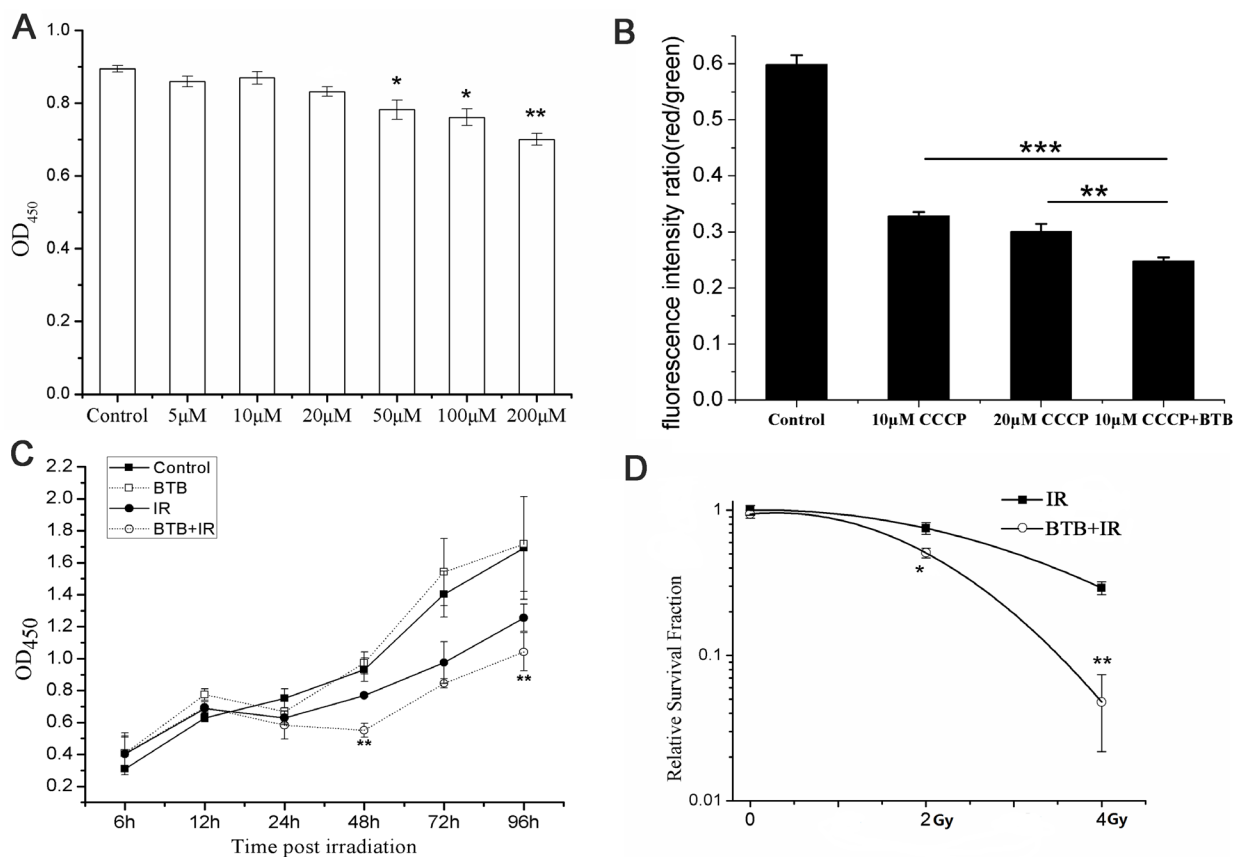 A
OD450
1.0
0.8
0.6
0.4
0.2
0.0
*
*
**
Control 5µM 10µM 20µM 50µM 100µM 200µM
B
fluorescence intensity ratio(red/green)
0.6
0.5
0.4
0.3
0.2
0.1
0.0
***
**
Control 10µM CCCP 20µM CCCP 10µM CCCP+BTB
C
Control
BTB
IR
BTB+IR
OD450
2.2
2.0
1.8
1.6
1.4
1.2
1.0
0.8
0.6
0.4
0.2
**
**
6h 12h 24h 48h 72h 96h
Time post irradiation
D
IR
BTB+IR
Relative Survival Fraction
1
0.1
0.01
*
**
0 2Gy 4Gy